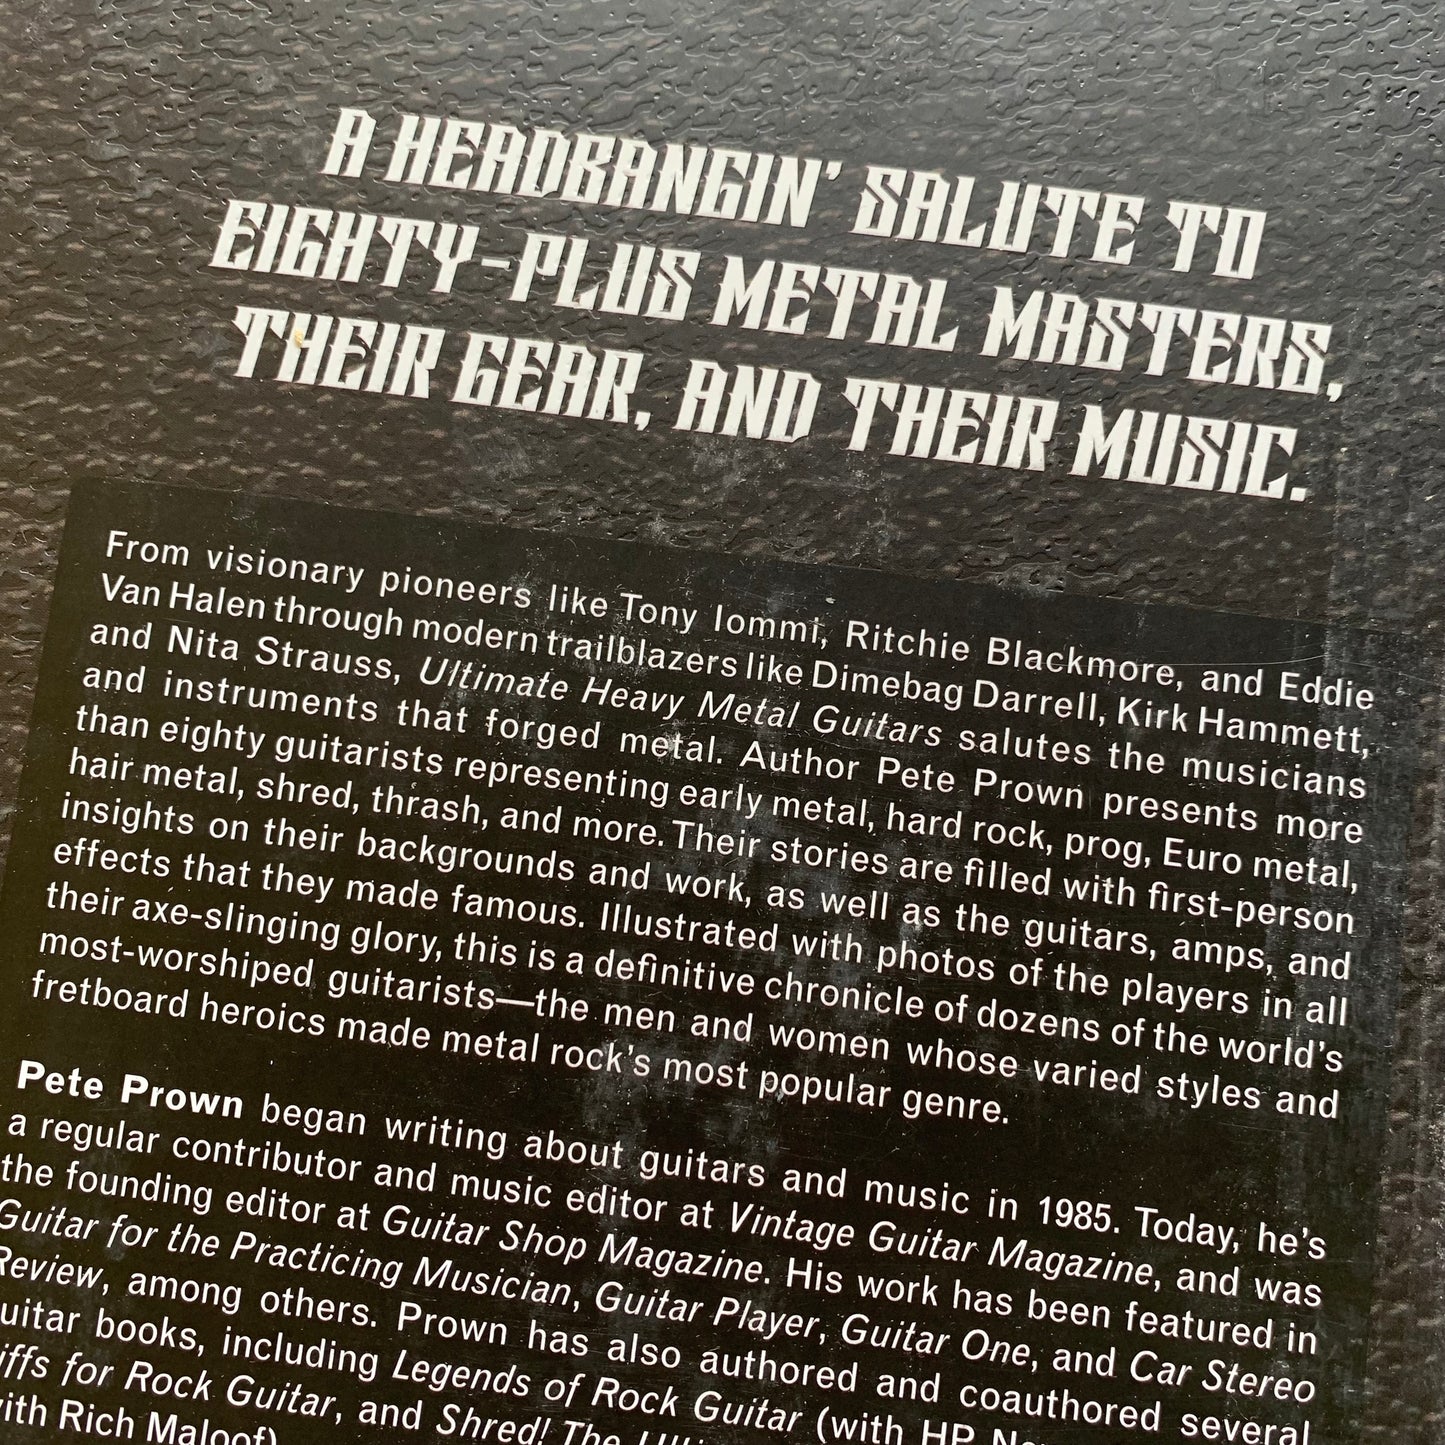 A HEADBANGIN' SALUTE TO
EIGHTY-PLUS METAL MASTERS,
THEIR GEAR, AND THEIR MUSIC.
From visionary pioneers like Tony Iommi, Ritchie Blackmore, and Eddie
Van Halen through modern trailblazers like Dimebag Darrell, Kirk Hammett,
and Nita Strauss, Ultimate Heavy Metal Guitars salutes the musicians
and instruments that forged metal. Author Pete Prown presents more
than eighty guitarists representing early metal, hard rock, prog, Euro metal,
hair metal, shred, thrash, and more. Their stories are filled with first-person
insights on their backgrounds and work, as well as the guitars, amps, and
effects that they made famous. Illustrated with photos of the players in all
their axe-slinging glory, this is a definitive chronicle of dozens of the world's
most-worshiped guitarists—the men and women whose varied styles and
fretboard heroics made metal rock's most popular genre.
Pete Prown began writing about guitars and music in 1985. Today, he's
a regular contributor and music editor at Vintage Guitar Magazine, and was
the founding editor at Guitar Shop Magazine. His work has been featured in
Guitar for the Practicing Musician, Guitar Player, Guitar One, and Car Stereo
Review, among others. Prown has also authored and coauthored several
uitar books, including Legends of Rock Guitar (with HP
iffs for Rock Guitar, and Shred! The
with Rich Maloof)